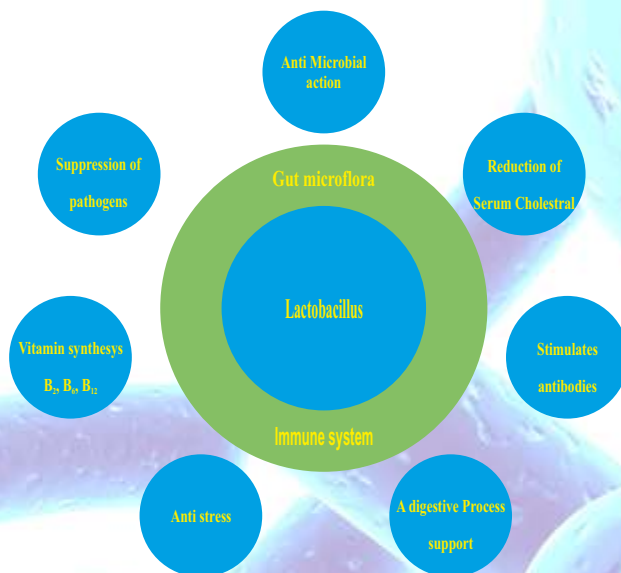 Anti Microbial
action
Suppression of
pathogens
Reduction of
Serum Cholestral
Gut microflora
Lactobacillus
Immune system
Vitamin synthesys
B₂, B₆, B₁₂
Stimulates
antibodies
Anti stress
A digestive Process
support